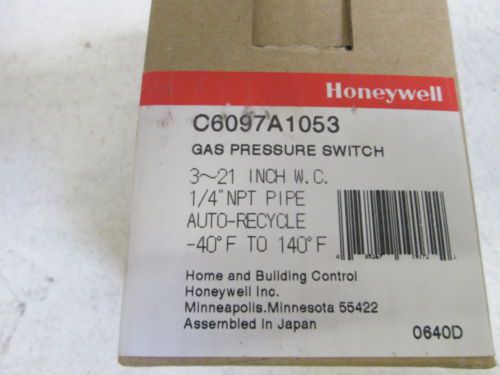 Honeywell
C6097A1053
GAS PRESSURE SWITCH
3~21 INCH W.C.
1/4"NPT PIPE
AUTO-RECYCLE
-40°F TO 140°F
Home and Building Control
Honeywell Inc.
Minneapolis.Minnesota 55422
Assembled in Japan
0640D